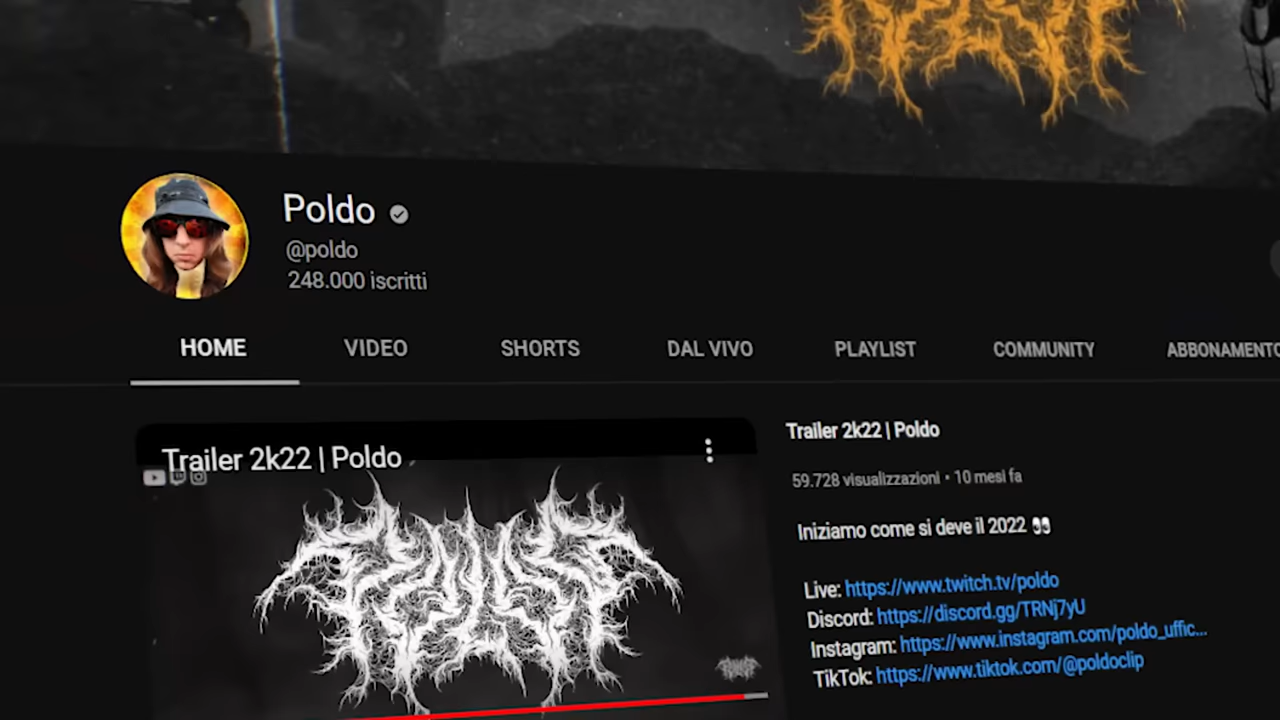 Poldo
@poldo
248.000 iscritti
HOME VIDEO SHORTS DAL VIVO PLAYLIST COMMUNITY ABBONAMENTO
Trailer 2k22 | Poldo
Trailer 2k22 | Poldo
59.728 visualizzazioni • 10 mesi fa
Iniziamo come si deve il 2022 👀
Live: https://www.twitch.tv/poldo
Discord: https://discord.gg/TRNj7yU
Instagram: https://www.instagram.com/poldo_uffic...
TikTok: https://www.tiktok.com/@poldoclip